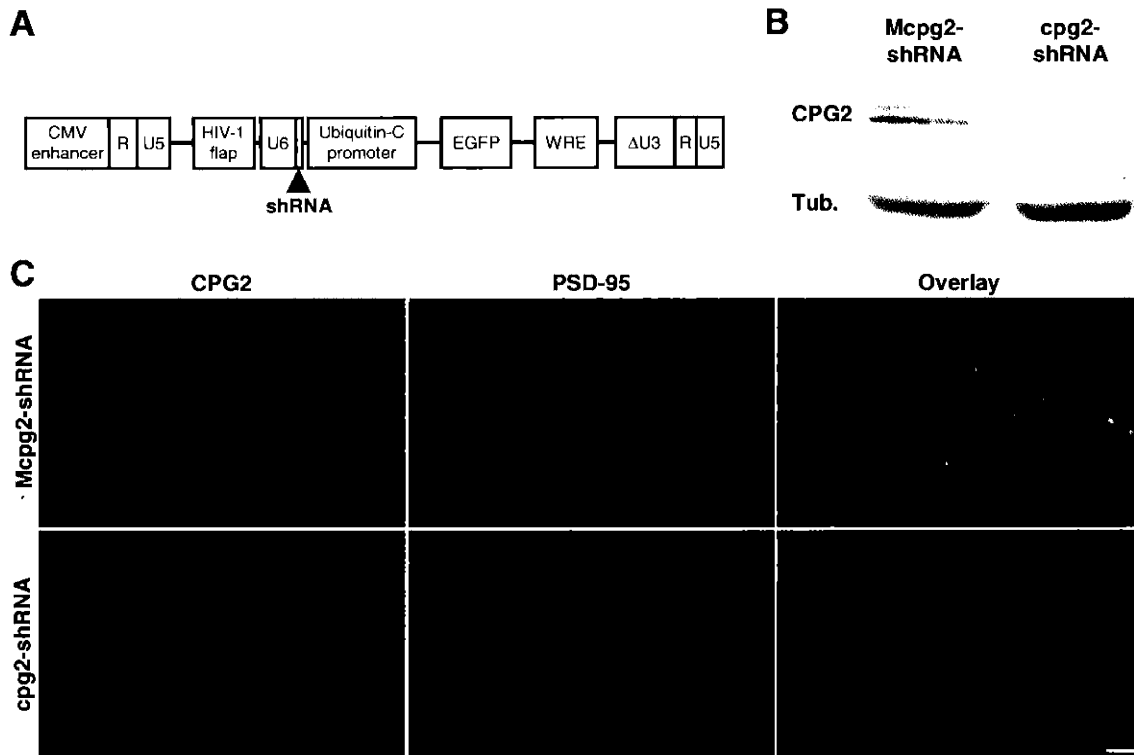 A
CMV enhancer
R
U5
HIV-1 flap
U6
Ubiquitin-C promoter
EGFP
WRE
ΔU3
R
U5
shRNA
B
Mcpg2-shRNA
cpg2-shRNA
CPG2
Tub.
C
CPG2
PSD-95
Overlay
Mcpg2-shRNA
cpg2-shRNA